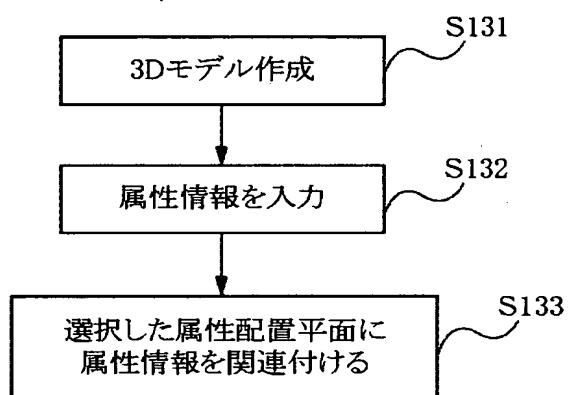 S131
3Dモデル作成
S132
属性情報を入力
S133
選択した属性配置平面に
属性情報を関連付ける